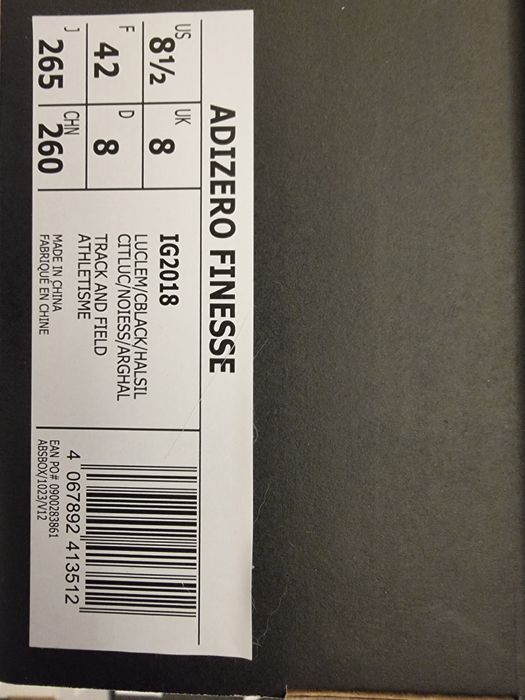 ADIZERO FINESSE
US
8½
UK
8
F
42
D
8
J
265
CHN
260
IG2018
LUCLEM/CBLACK/HALSIL
CITLUC/NOIESS/ARGHAL
TRACK AND FIELD
ATHLETISME
MADE IN CHINA
FABRIQUÉ EN CHINE
4 067892 413512
EAN PO# 0900283861
ABSBOX/1023/V12